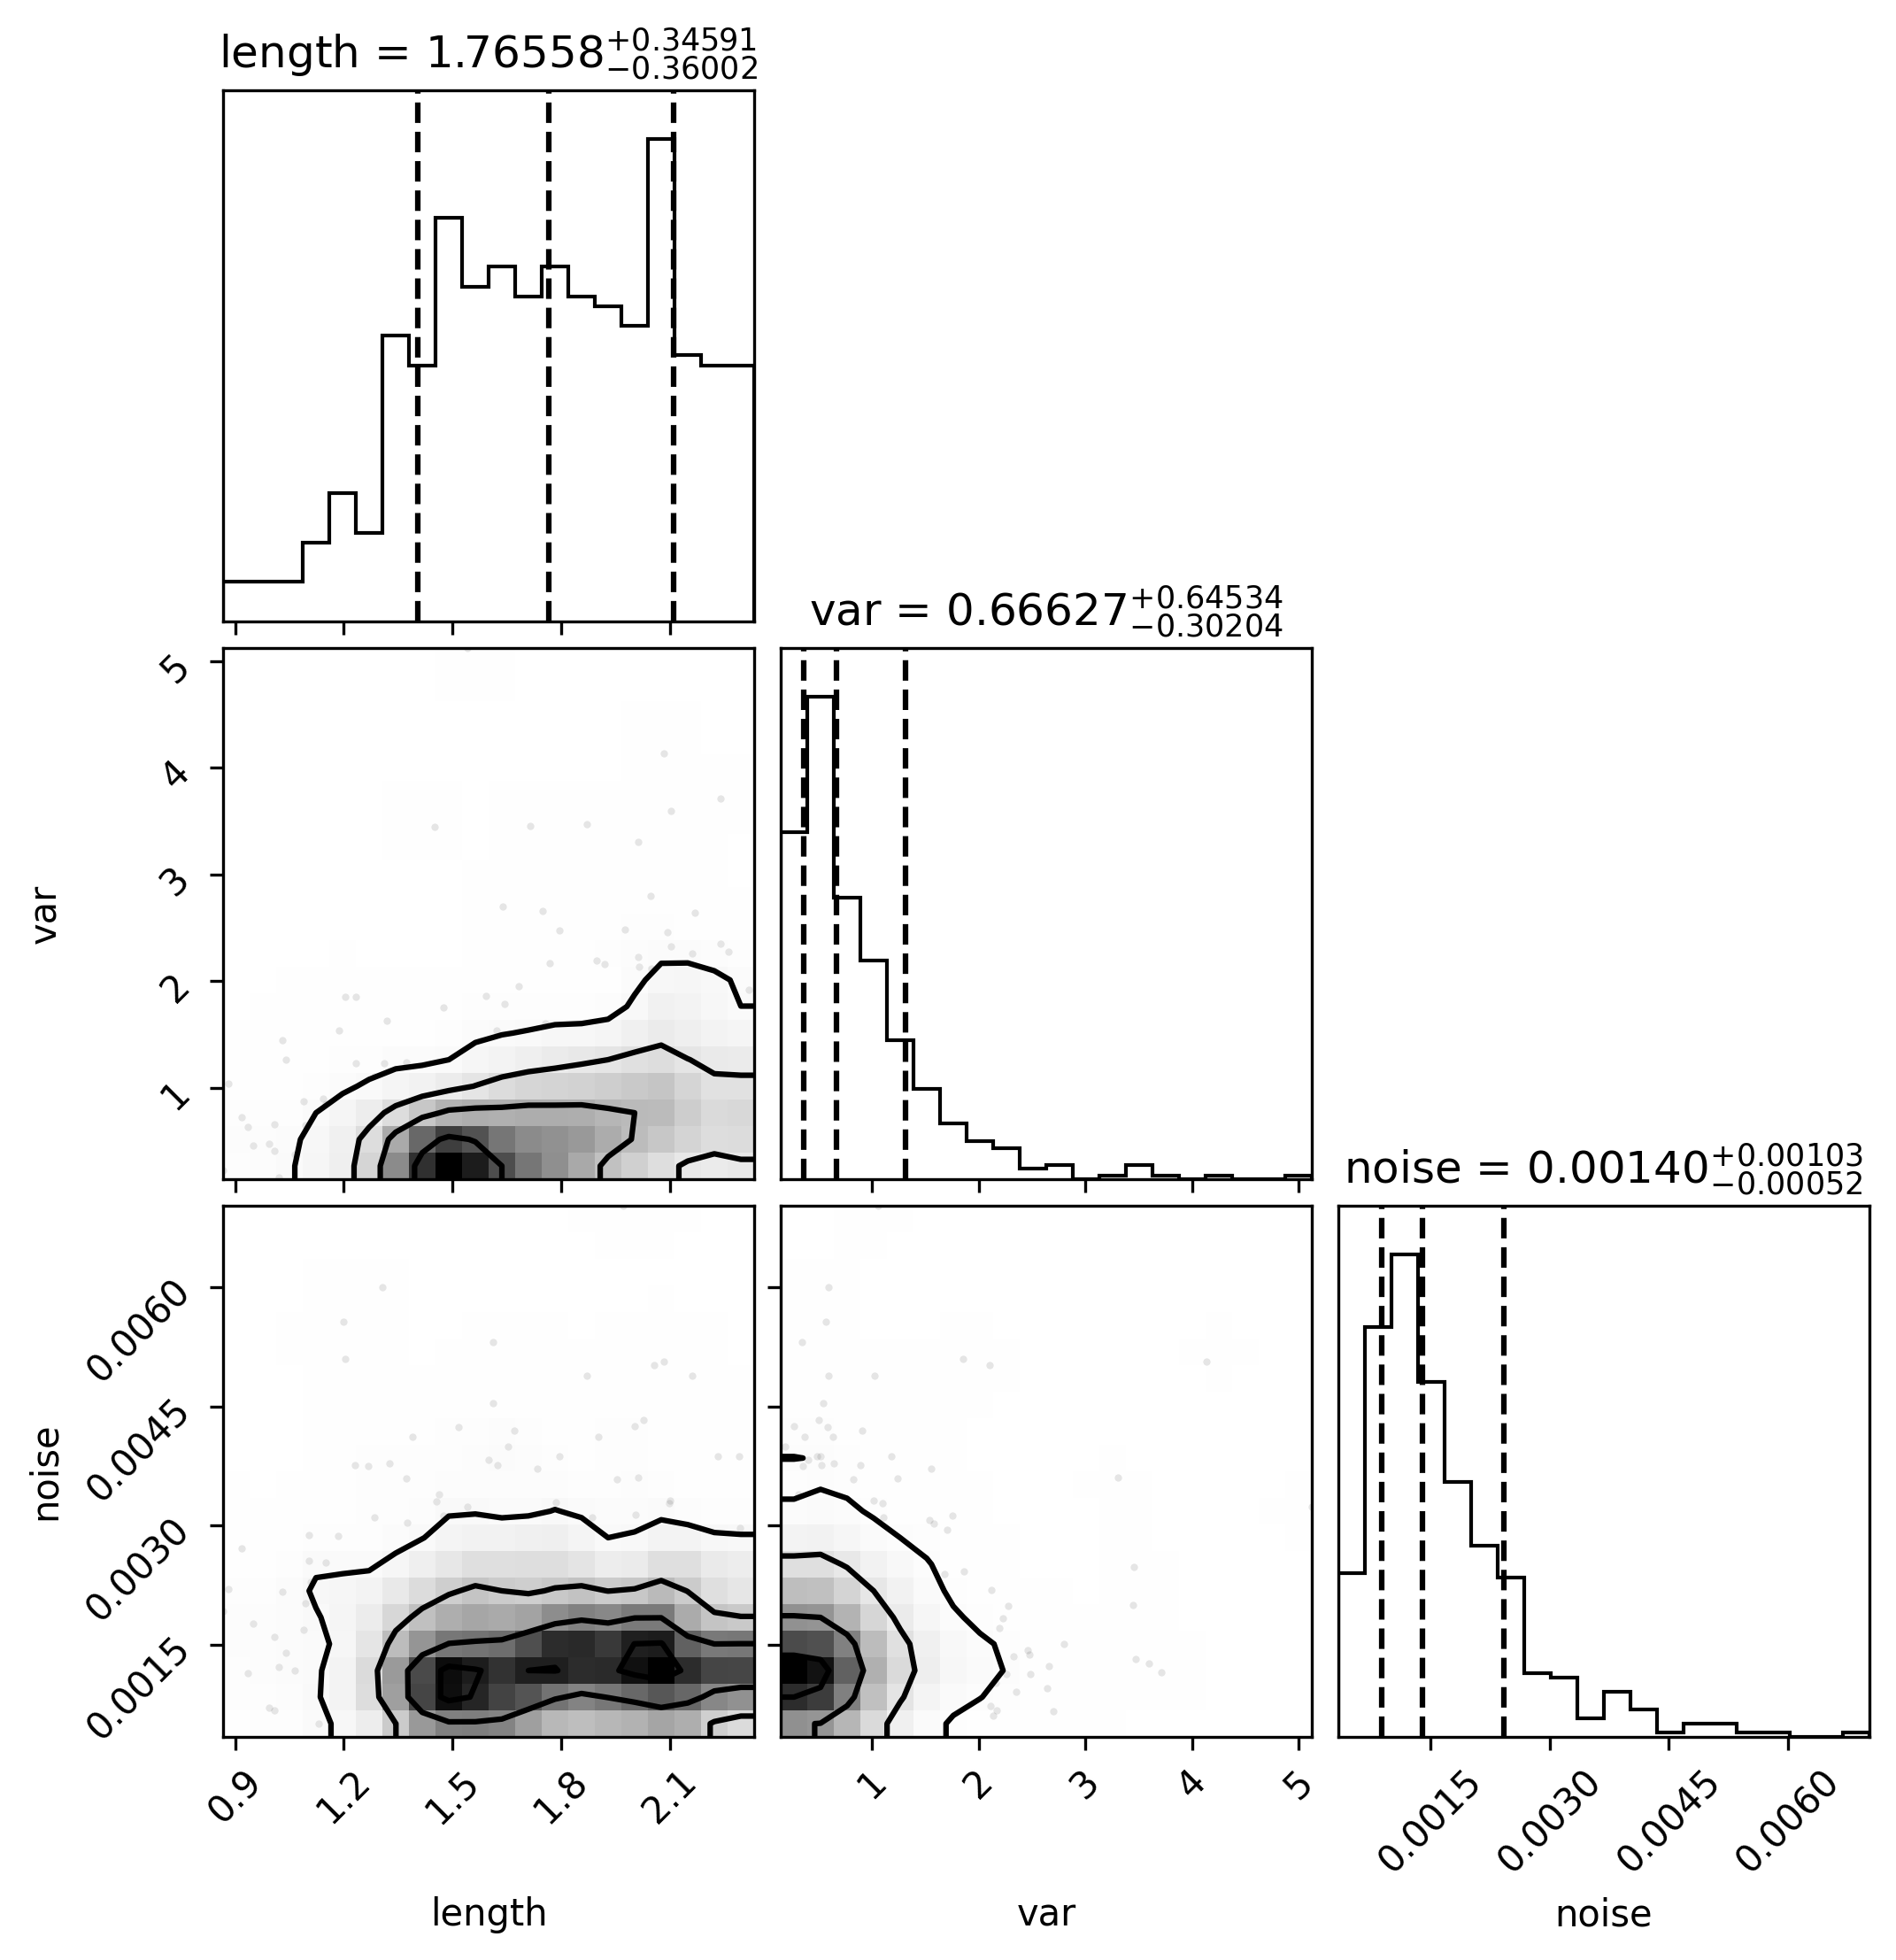 length = 1.76558+0.34591−0.36002
var = 0.66627+0.64534−0.30204
5
4
3
2
1
var
noise = 0.00140+0.00103−0.00052
0.0060
0.0045
0.0030
0.0015
noise
0.9 1.2 1.5 1.8 2.1
1 2 3 4 5
0.0015 0.0030 0.0045 0.0060
length
var
noise